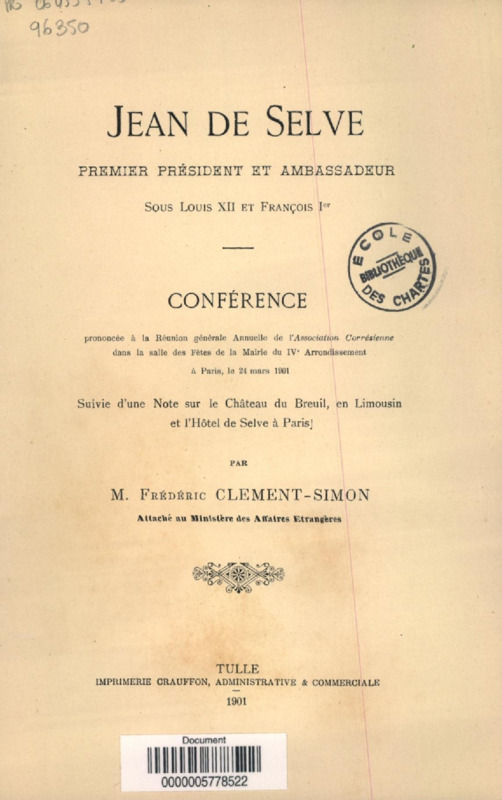 96350
JEAN DE SELVE
PREMIER PRÉSIDENT ET AMBASSADEUR
SOUS LOUIS XII ET FRANÇOIS Ier
ECOLE
BIBLIOTHÈQUE
DES CHARTES
CONFÉRENCE
prononcée à la Réunion générale Annuelle de l'Association Corrézienne
dans la salle des Fêtes de la Mairie du IVe Arrondissement
à Paris, le 24 mars 1901
Suivie d'une Note sur le Château du Breuil, en Limousin
et l'Hôtel de Selve à Paris
PAR
M. FRÉDÉRIC CLEMENT-SIMON
Attaché au Ministère des Affaires Etrangères
TULLE
IMPRIMERIE CRAUFFON, ADMINISTRATIVE & COMMERCIALE
1901
Document
0000005778522